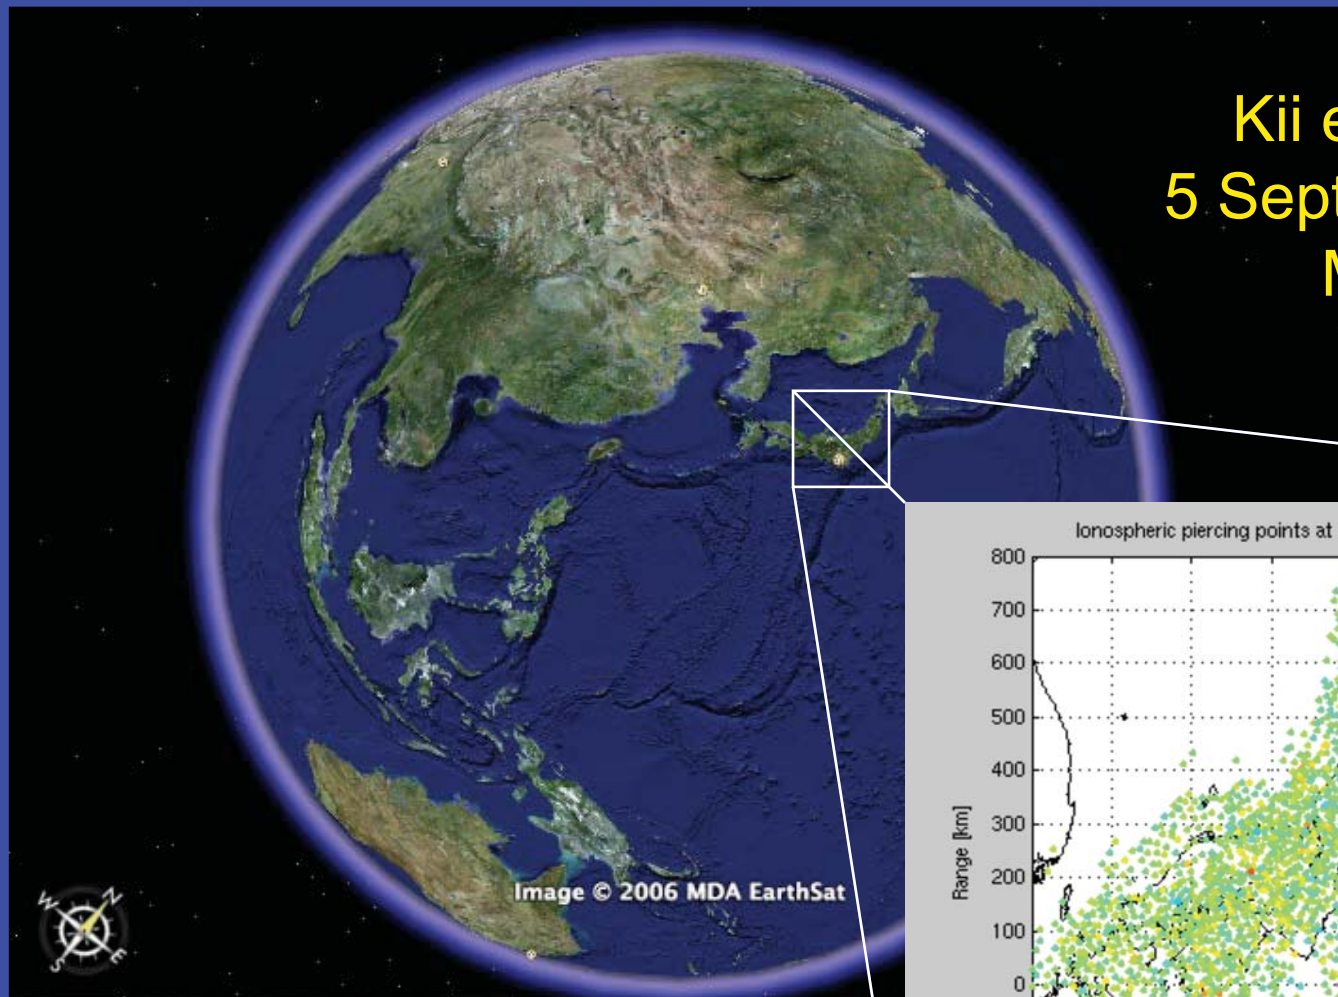 Kii e
5 Sept
M
Ionospheric piercing points at
800
700
600
500
400
300
200
100
0
Range [km]
Image © 2006 MDA EarthSat
W N
S E